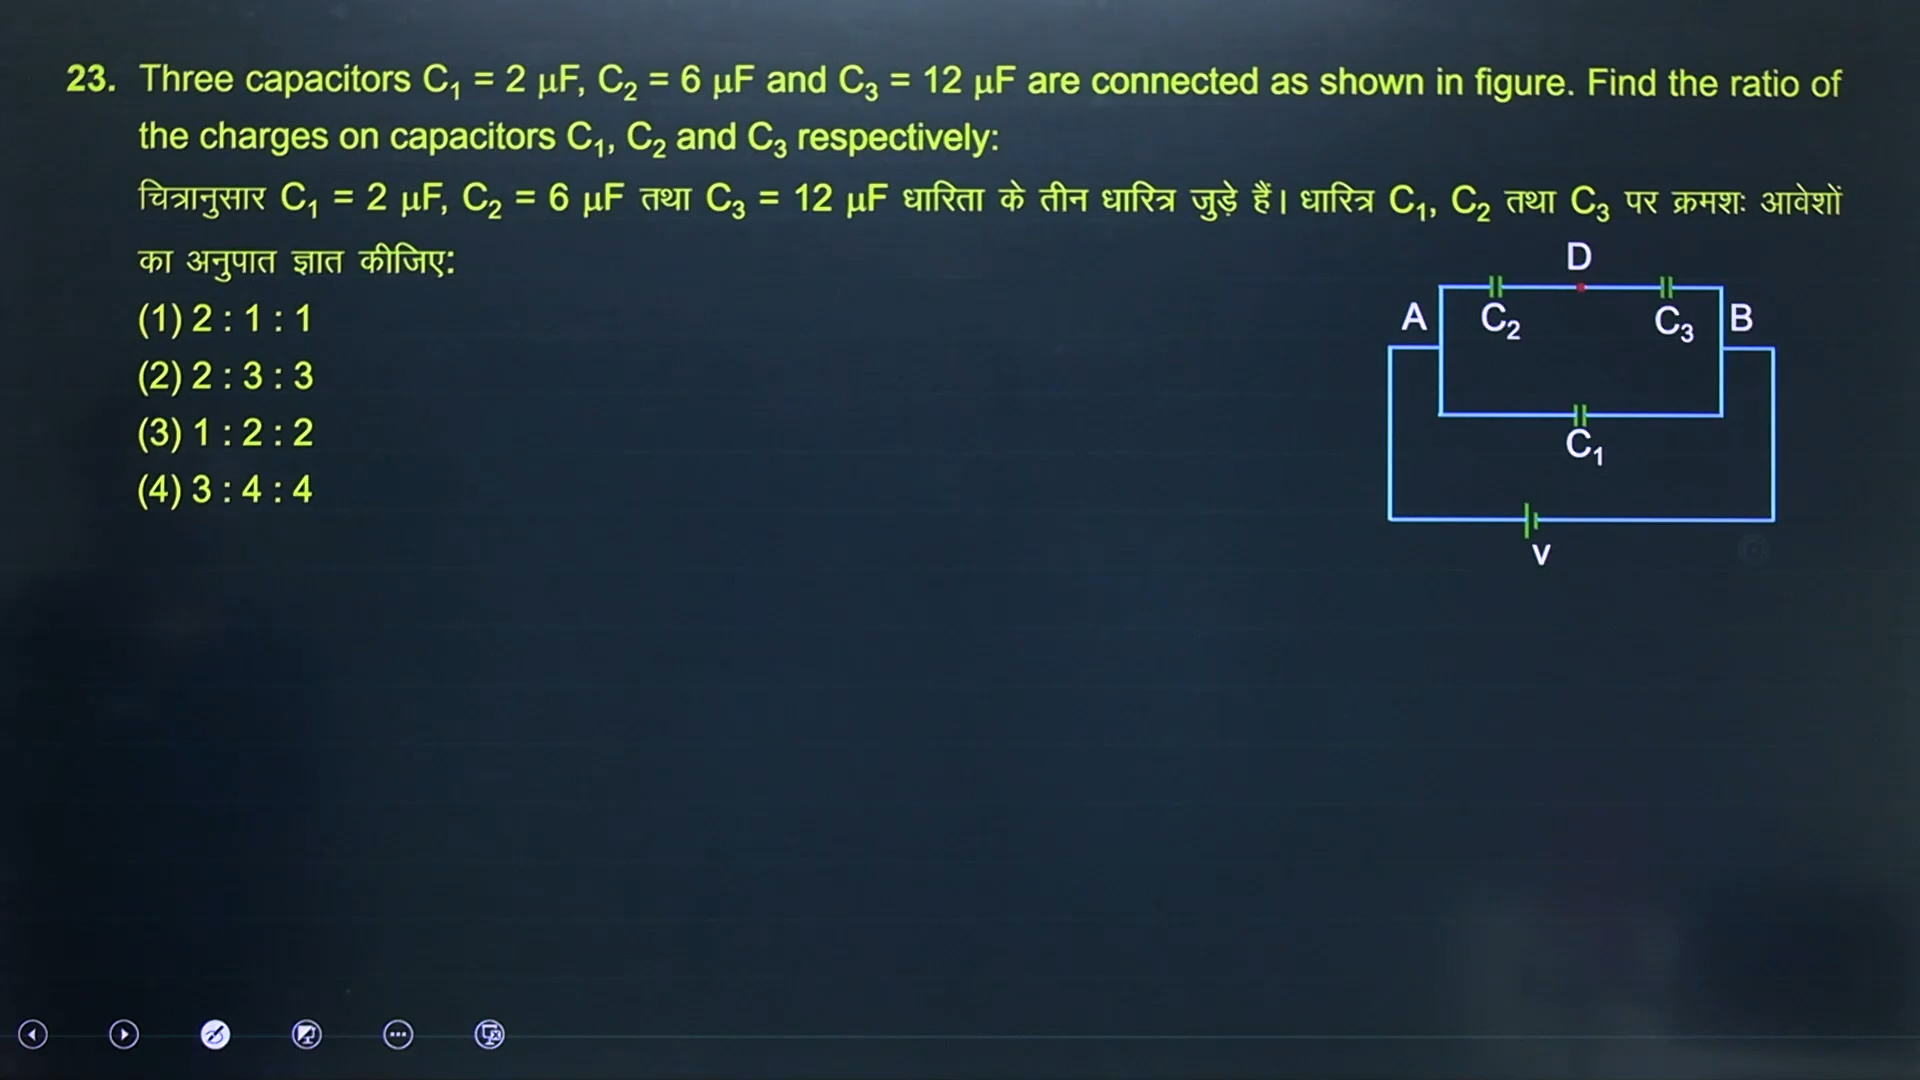 23. Three capacitors C₁ = 2 μF, C₂ = 6 μF and C₃ = 12 μF are connected as shown in figure. Find the ratio of
the charges on capacitors C₁, C₂ and C₃ respectively:
चित्रानुसार C₁ = 2 μF, C₂ = 6 μF तथा C₃ = 12 μF धारिता के तीन धारित्र जुड़े हैं। धारित्र C₁, C₂ तथा C₃ पर क्रमशः आवेशों
का अनुपात ज्ञात कीजिए:
(1) 2 : 1 : 1
(2) 2 : 3 : 3
(3) 1 : 2 : 2
(4) 3 : 4 : 4
D
A
C₂
C₃
B
C₁
V